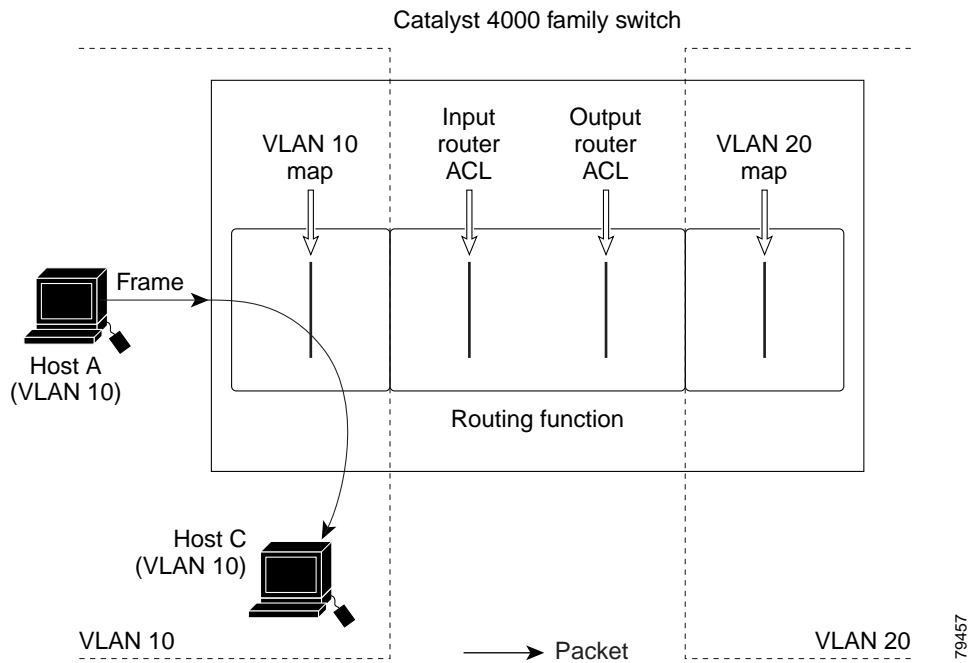 Catalyst 4000 family switch
VLAN 10
map
Input
router
ACL
Output
router
ACL
VLAN 20
map
Frame
Host A
(VLAN 10)
Routing function
Host C
(VLAN 10)
VLAN 10
Packet
VLAN 20
79457